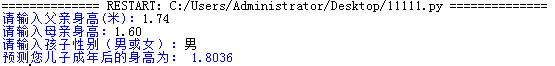 ============= RESTART: C:/Users/Administrator/Desktop/11111.py =============
请输入父亲身高(米)：1.74
请输入母亲身高：1.60
请输入孩子性别（男或女）：男
预测您儿子成年后的身高为： 1.8036